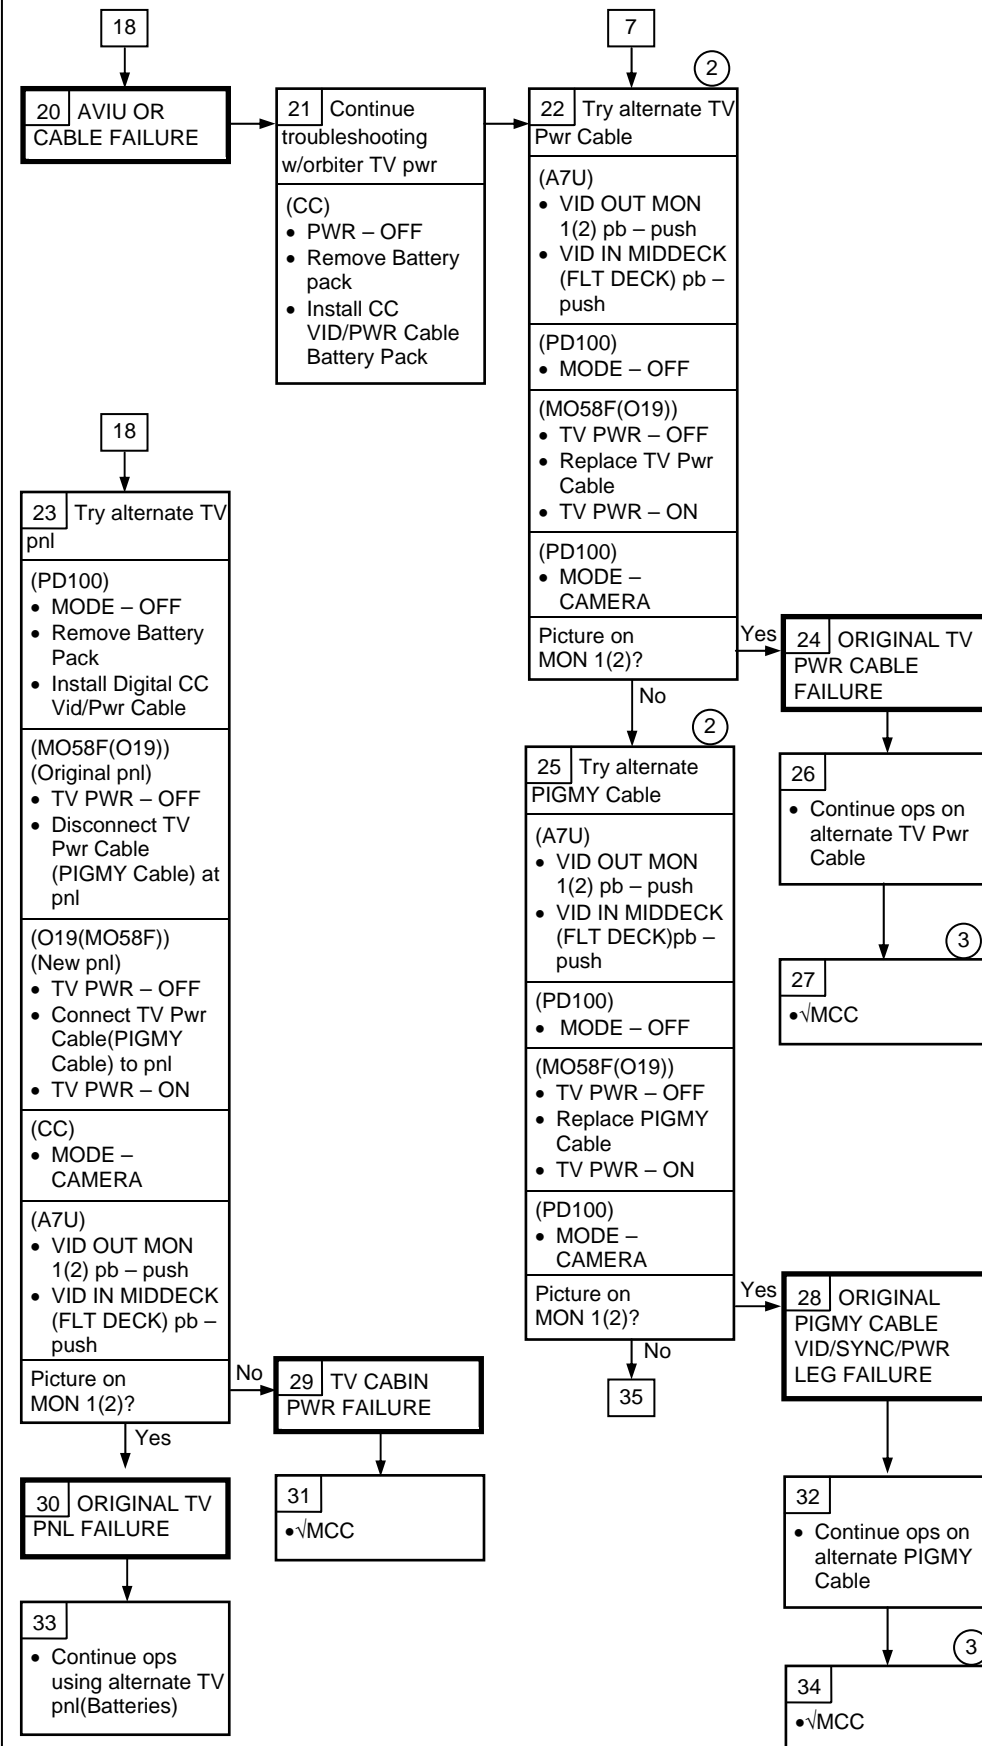 18
20 AVIU OR
CABLE FAILURE
21 Continue
troubleshooting
w/orbiter TV pwr
(CC)
• PWR – OFF
• Remove Battery
pack
• Install CC
VID/PWR Cable
Battery Pack
7
2
22 Try alternate TV
Pwr Cable
(A7U)
• VID OUT MON
1(2) pb – push
• VID IN MIDDECK
(FLT DECK) pb –
push
(PD100)
• MODE – OFF
(MO58F(O19))
• TV PWR – OFF
• Replace TV Pwr
Cable
• TV PWR – ON
(PD100)
• MODE –
CAMERA
Picture on
MON 1(2)?
Yes
No
24 ORIGINAL TV
PWR CABLE
FAILURE
26
• Continue ops on
alternate TV Pwr
Cable
3
27
•√MCC
18
23 Try alternate TV
pnl
(PD100)
• MODE – OFF
• Remove Battery
Pack
• Install Digital CC
Vid/Pwr Cable
(MO58F(O19))
(Original pnl)
• TV PWR – OFF
• Disconnect TV
Pwr Cable
(PIGMY Cable) at
pnl
(O19(MO58F))
(New pnl)
• TV PWR – OFF
• Connect TV Pwr
Cable(PIGMY
Cable) to pnl
• TV PWR – ON
(CC)
• MODE –
CAMERA
(A7U)
• VID OUT MON
1(2) pb – push
• VID IN MIDDECK
(FLT DECK) pb –
push
Picture on
MON 1(2)?
No
Yes
29 TV CABIN
PWR FAILURE
31
•√MCC
30 ORIGINAL TV
PNL FAILURE
33
• Continue ops
using alternate TV
pnl(Batteries)
2
25 Try alternate
PIGMY Cable
(A7U)
• VID OUT MON
1(2) pb – push
• VID IN MIDDECK
(FLT DECK)pb –
push
(PD100)
• MODE – OFF
(MO58F(O19))
• TV PWR – OFF
• Replace PIGMY
Cable
• TV PWR – ON
(PD100)
• MODE –
CAMERA
Picture on
MON 1(2)?
Yes
No
35
28 ORIGINAL
PIGMY CABLE
VID/SYNC/PWR
LEG FAILURE
32
• Continue ops on
alternate PIGMY
Cable
3
34
•√MCC